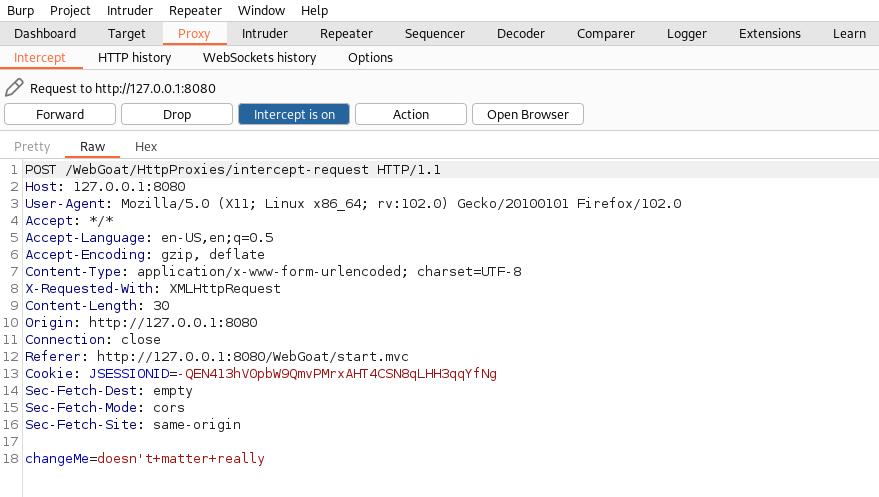 Burp Project Intruder Repeater Window Help
Dashboard Target Proxy Intruder Repeater Sequencer Decoder Comparer Logger Extensions Learn
Intercept HTTP history WebSockets history Options
Request to http://127.0.0.1:8080
Forward Drop Intercept is on Action Open Browser
Pretty Raw Hex
1 POST /WebGoat/HttpProxies/intercept-request HTTP/1.1
2 Host: 127.0.0.1:8080
3 User-Agent: Mozilla/5.0 (X11; Linux x86_64; rv:102.0) Gecko/20100101 Firefox/102.0
4 Accept: */*
5 Accept-Language: en-US,en;q=0.5
6 Accept-Encoding: gzip, deflate
7 Content-Type: application/x-www-form-urlencoded; charset=UTF-8
8 X-Requested-With: XMLHttpRequest
9 Content-Length: 30
10 Origin: http://127.0.0.1:8080
11 Connection: close
12 Referer: http://127.0.0.1:8080/WebGoat/start.mvc
13 Cookie: JSESSIONID=-QEN413hV0pbW9QmvPMrxAHT4CSN8qLHH3qqYfNg
14 Sec-Fetch-Dest: empty
15 Sec-Fetch-Mode: cors
16 Sec-Fetch-Site: same-origin
17
18 changeMe=doesn't+matter+really